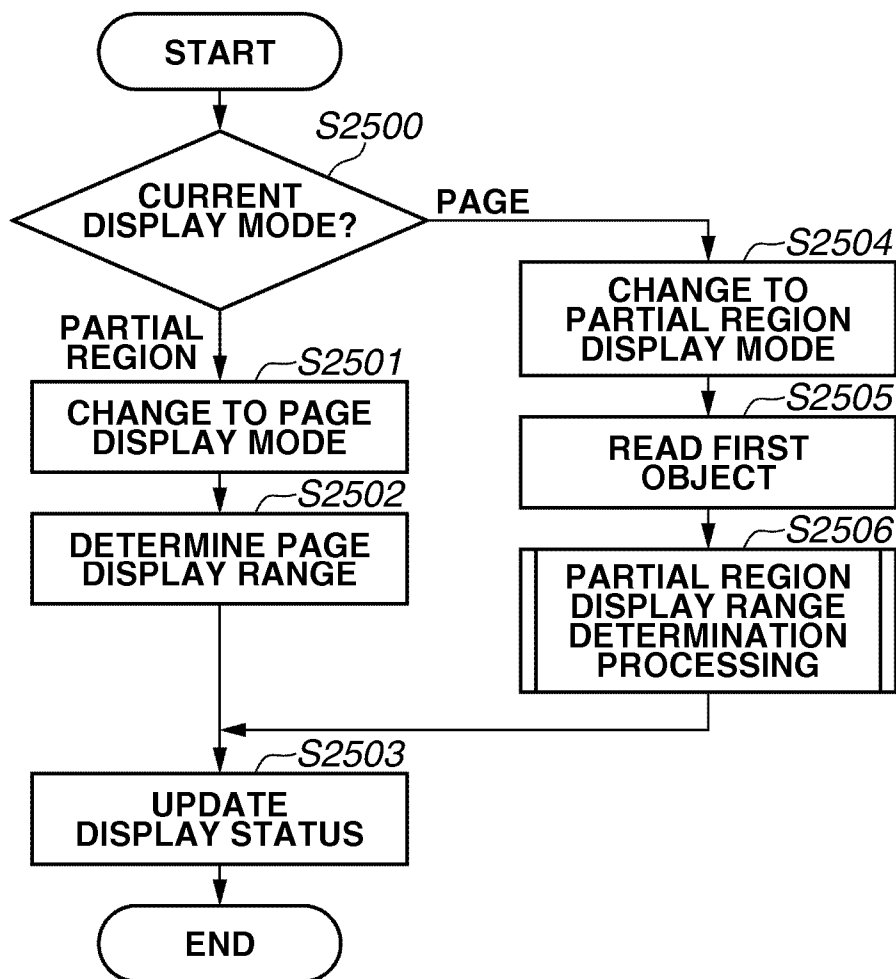 START
S2500
CURRENT
DISPLAY MODE?
PAGE
PARTIAL
REGION
S2501
CHANGE TO PAGE
DISPLAY MODE
S2502
DETERMINE PAGE
DISPLAY RANGE
S2504
CHANGE TO
PARTIAL REGION
DISPLAY MODE
S2505
READ FIRST
OBJECT
S2506
PARTIAL REGION
DISPLAY RANGE
DETERMINATION
PROCESSING
S2503
UPDATE
DISPLAY STATUS
END